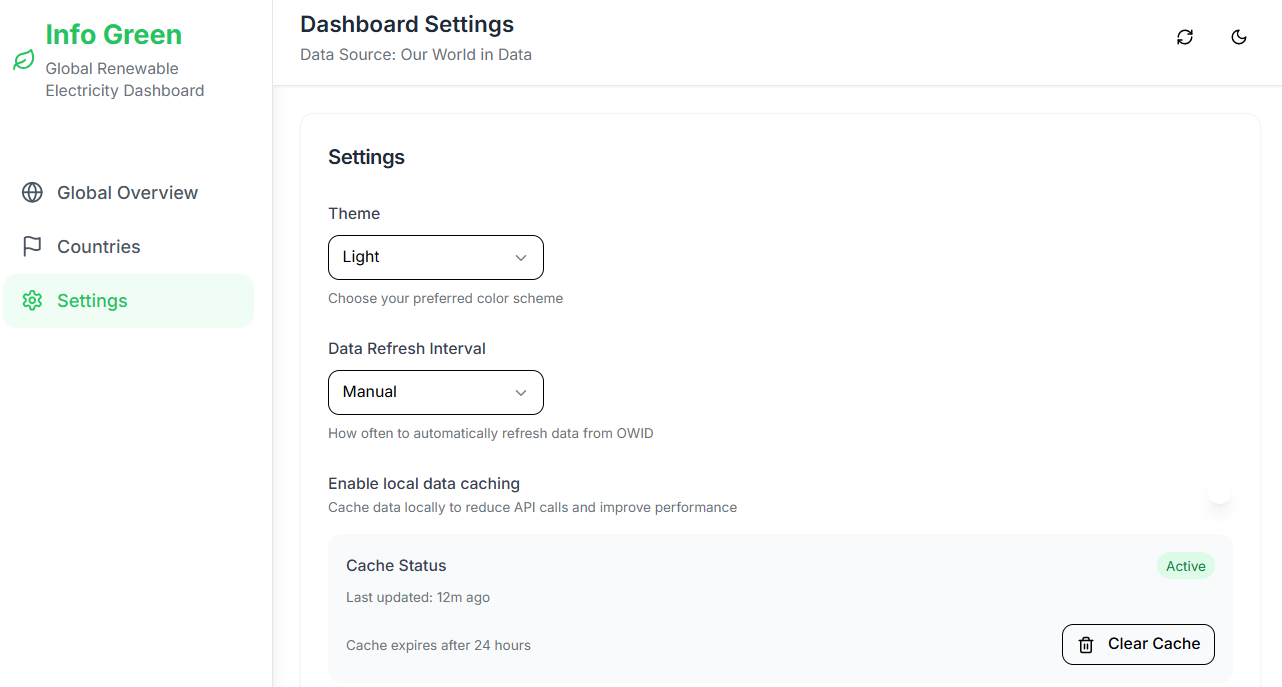 Info Green
Global Renewable
Electricity Dashboard
Global Overview
Countries
Settings
Dashboard Settings
Data Source: Our World in Data
Settings
Theme
Light
Choose your preferred color scheme
Data Refresh Interval
Manual
How often to automatically refresh data from OWID
Enable local data caching
Cache data locally to reduce API calls and improve performance
Cache Status
Active
Last updated: 12m ago
Cache expires after 24 hours
Clear Cache